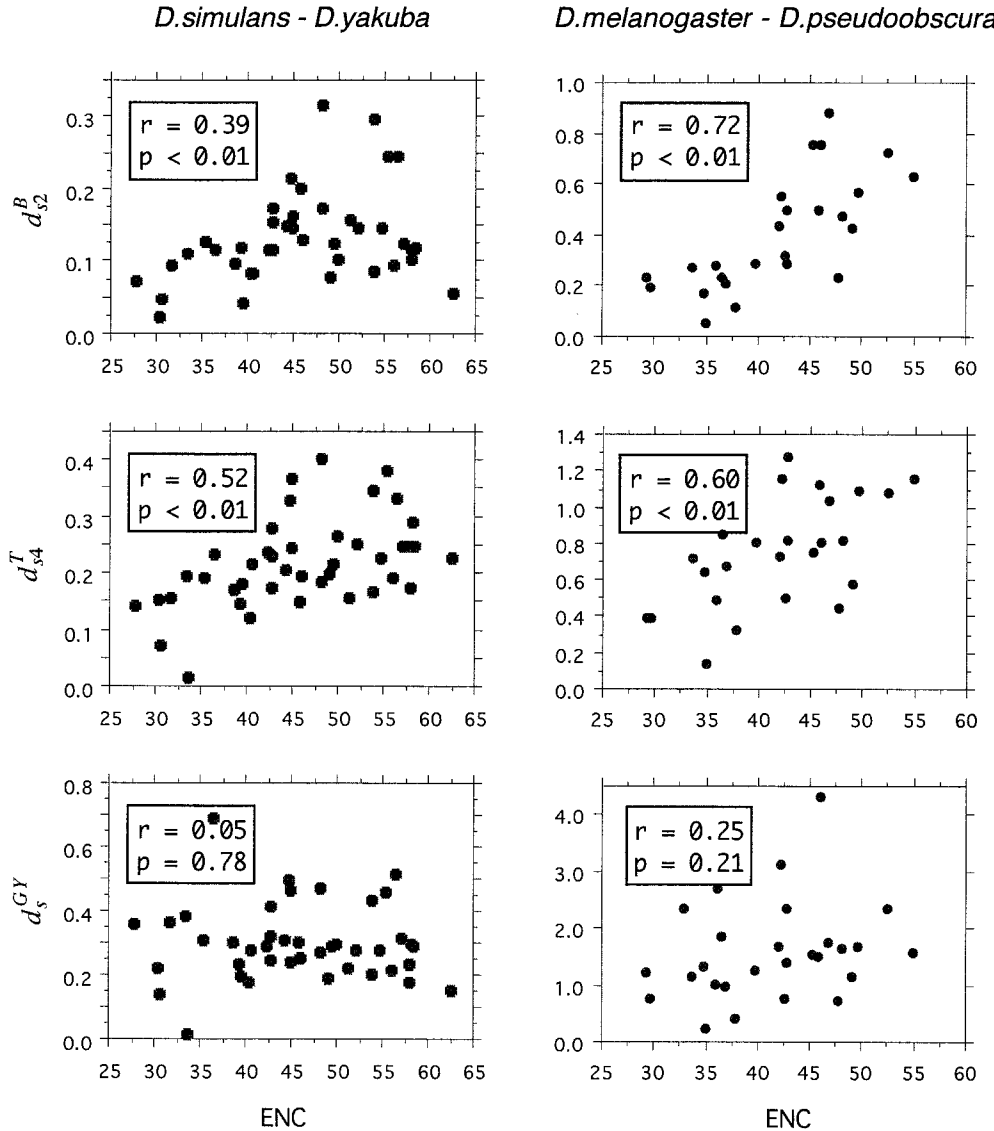 D.simulans - D.yakuba
D.melanogaster - D.pseudoobscura
d_{s2}^{B}
0.3
0.2
0.1
0.0
r = 0.39
p < 0.01
25 30 35 40 45 50 55 60 65
1.0
0.8
0.6
0.4
0.2
0.0
r = 0.72
p < 0.01
25 30 35 40 45 50 55 60
d_{s4}^{T}
0.4
0.3
0.2
0.1
0.0
r = 0.52
p < 0.01
25 30 35 40 45 50 55 60 65
1.4
1.2
1.0
0.8
0.6
0.4
0.2
0.0
r = 0.60
p < 0.01
25 30 35 40 45 50 55 60
d_{s}^{GY}
0.8
0.6
0.4
0.2
0.0
r = 0.05
p = 0.78
25 30 35 40 45 50 55 60 65
ENC
4.0
3.0
2.0
1.0
0.0
r = 0.25
p = 0.21
25 30 35 40 45 50 55 60
ENC